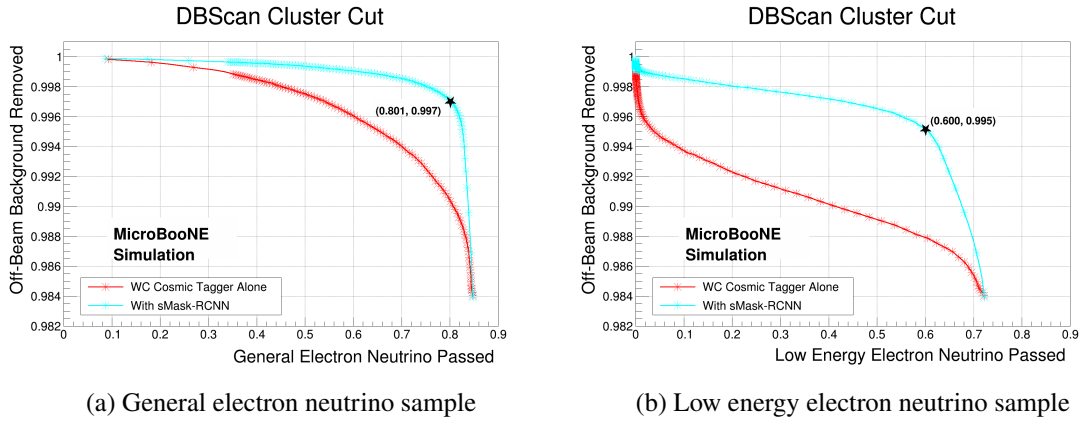 DBScan Cluster Cut
Off-Beam Background Removed
1
0.998
0.996
0.994
0.992
0.99
0.988
0.986
0.984
0.982
(0.801, 0.997)
MicroBooNE
Simulation
WC Cosmic Tagger Alone
With sMask-RCNN
0 0.1 0.2 0.3 0.4 0.5 0.6 0.7 0.8 0.9
General Electron Neutrino Passed
(a) General electron neutrino sample
DBScan Cluster Cut
Off-Beam Background Removed
1
0.998
0.996
0.994
0.992
0.99
0.988
0.986
0.984
0.982
(0.600, 0.995)
MicroBooNE
Simulation
WC Cosmic Tagger Alone
With sMask-RCNN
0 0.1 0.2 0.3 0.4 0.5 0.6 0.7 0.8 0.9
Low Energy Electron Neutrino Passed
(b) Low energy electron neutrino sample